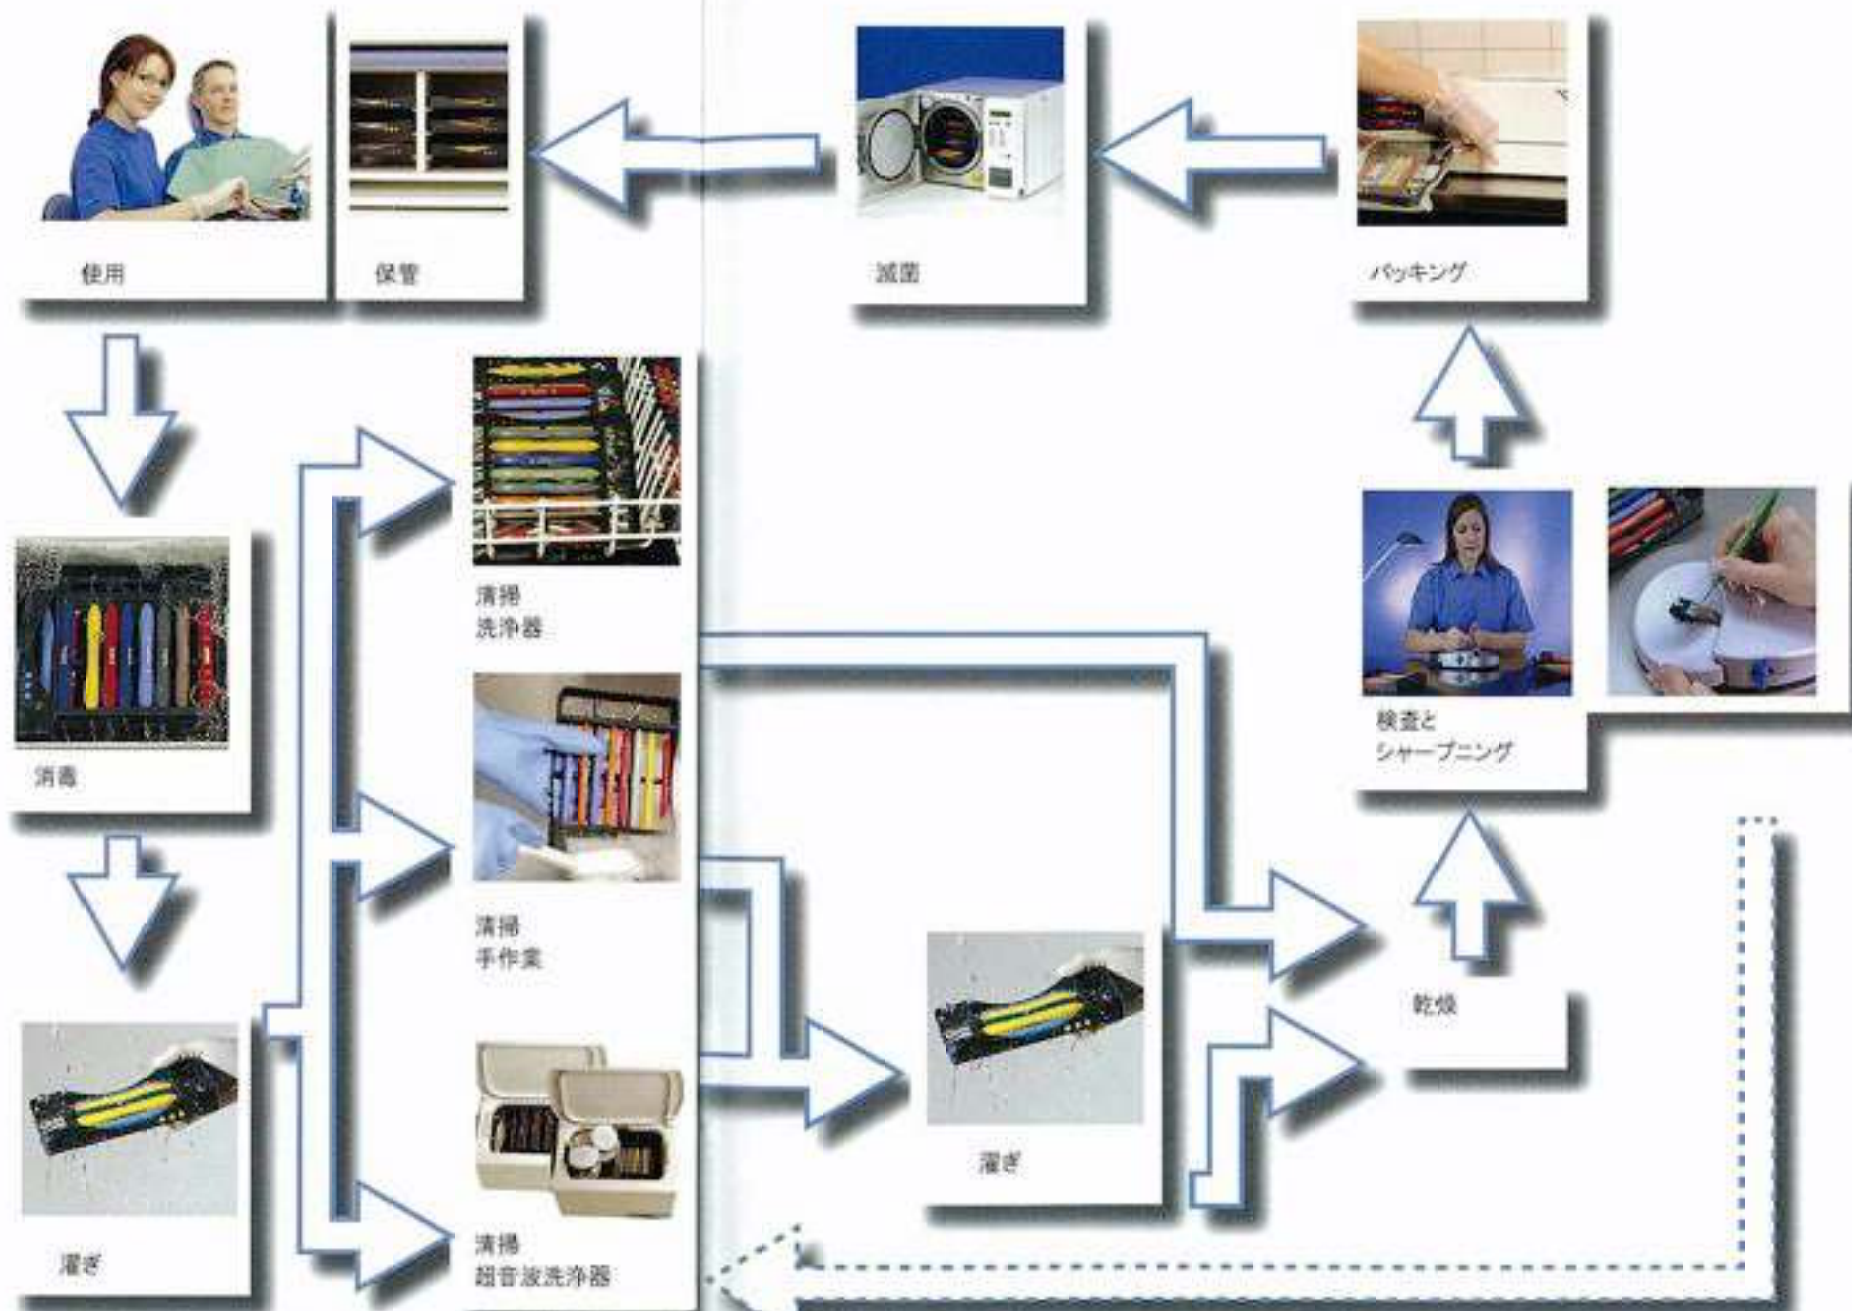 使用
保管
滅菌
パッキング
消毒
濯ぎ
清掃
洗浄器
清掃
手作業
清掃
超音波洗浄器
濯ぎ
乾燥
検査と
シャープニング